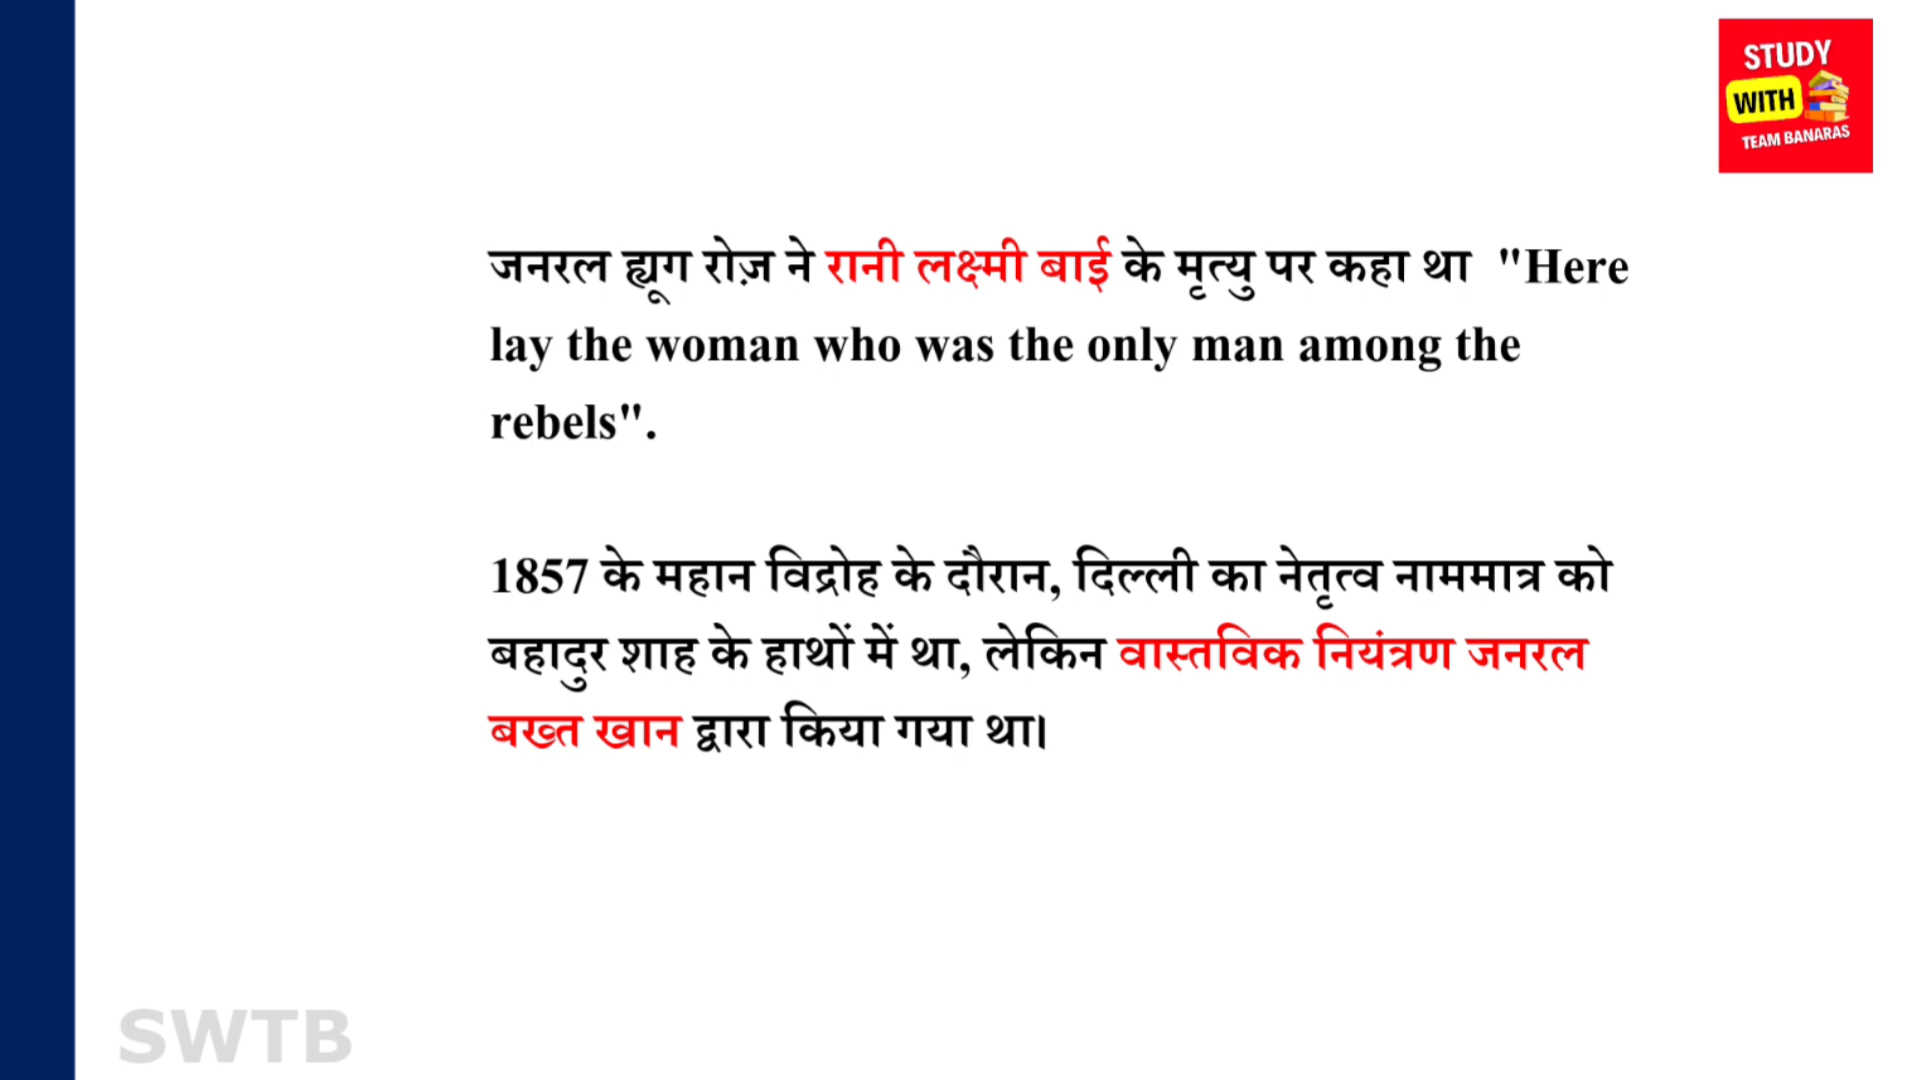 STUDY
WITH
TEAM BANARAS
जनरल ह्यूग रोज़ ने रानी लक्ष्मी बाई के मृत्यु पर कहा था "Here
lay the woman who was the only man among the
rebels".
1857 के महान विद्रोह के दौरान, दिल्ली का नेतृत्व नाममात्र को
बहादुर शाह के हाथों में था, लेकिन वास्तविक नियंत्रण जनरल
बख्त खान द्वारा किया गया था।
SWTB